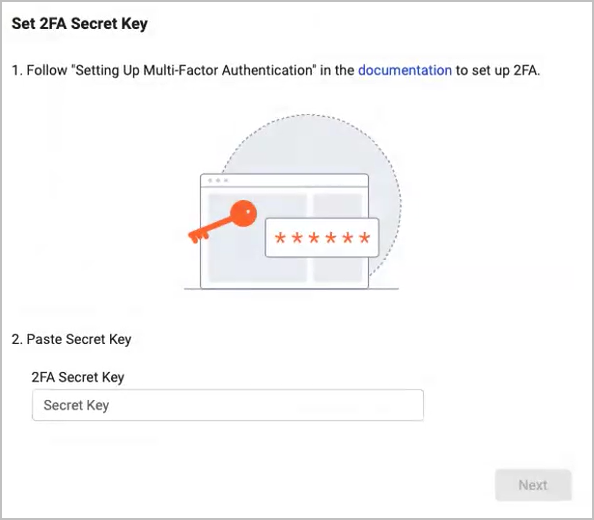 Set 2FA Secret Key
1. Follow "Setting Up Multi-Factor Authentication" in the documentation to set up 2FA.
******
2. Paste Secret Key
2FA Secret Key
Secret Key
Next